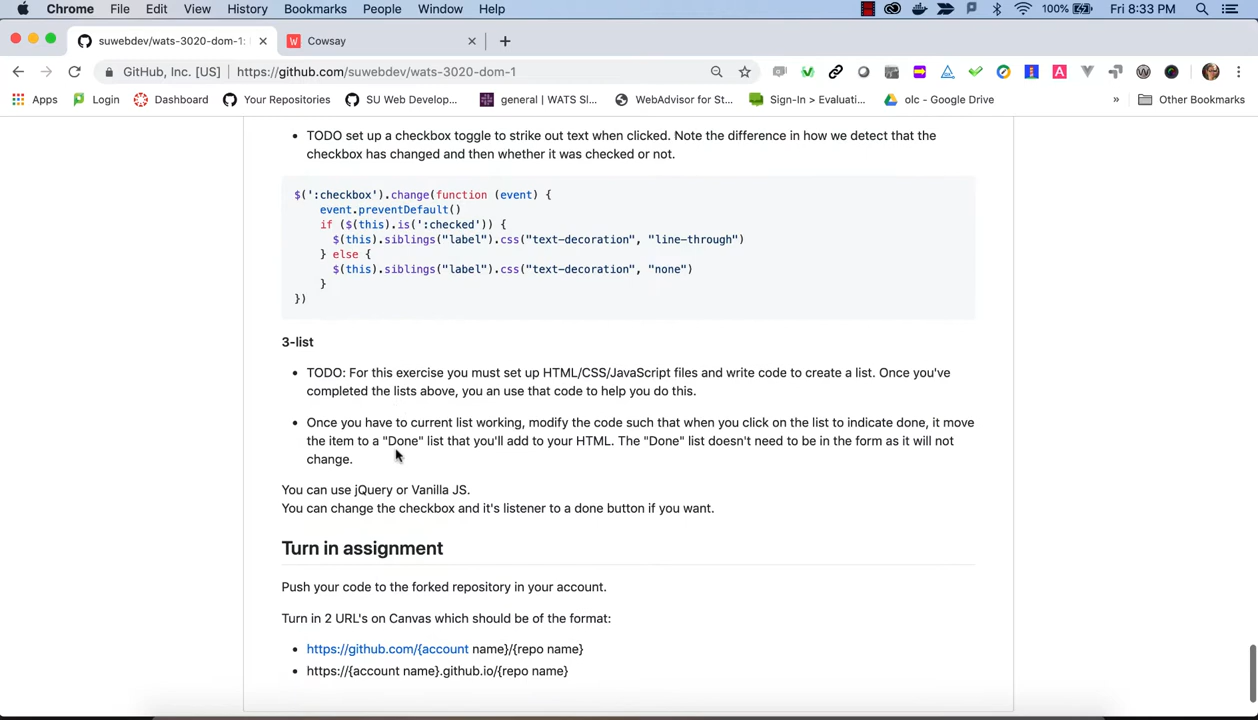 Chrome File Edit View History Bookmarks People Window Help 100% Fri 8:33 PM
suwebdev/wats-3020-dom-1: Cowsay
GitHub, Inc. [US] https://github.com/suwebdev/wats-3020-dom-1
Apps Login Dashboard Your Repositories SU Web Develop... general | WATS Sl... WebAdvisor for St... Sign-In > Evaluati... olc - Google Drive » Other Bookmarks
• TODO set up a checkbox toggle to strike out text when clicked. Note the difference in how we detect that the
checkbox has changed and then whether it was checked or not.
$(':checkbox').change(function (event) {
event.preventDefault()
if ($(this).is(':checked')) {
$(this).siblings("label").css("text-decoration", "line-through")
} else {
$(this).siblings("label").css("text-decoration", "none")
}
})
3-list
• TODO: For this exercise you must set up HTML/CSS/JavaScript files and write code to create a list. Once you've
completed the lists above, you an use that code to help you do this.
• Once you have to current list working, modify the code such that when you click on the list to indicate done, it move
the item to a "Done" list that you'll add to your HTML. The "Done" list doesn't need to be in the form as it will not
change.
You can use jQuery or Vanilla JS.
You can change the checkbox and it's listener to a done button if you want.
Turn in assignment
Push your code to the forked repository in your account.
Turn in 2 URL's on Canvas which should be of the format:
• https://github.com/{account name}/{repo name}
• https://{account name}.github.io/{repo name}